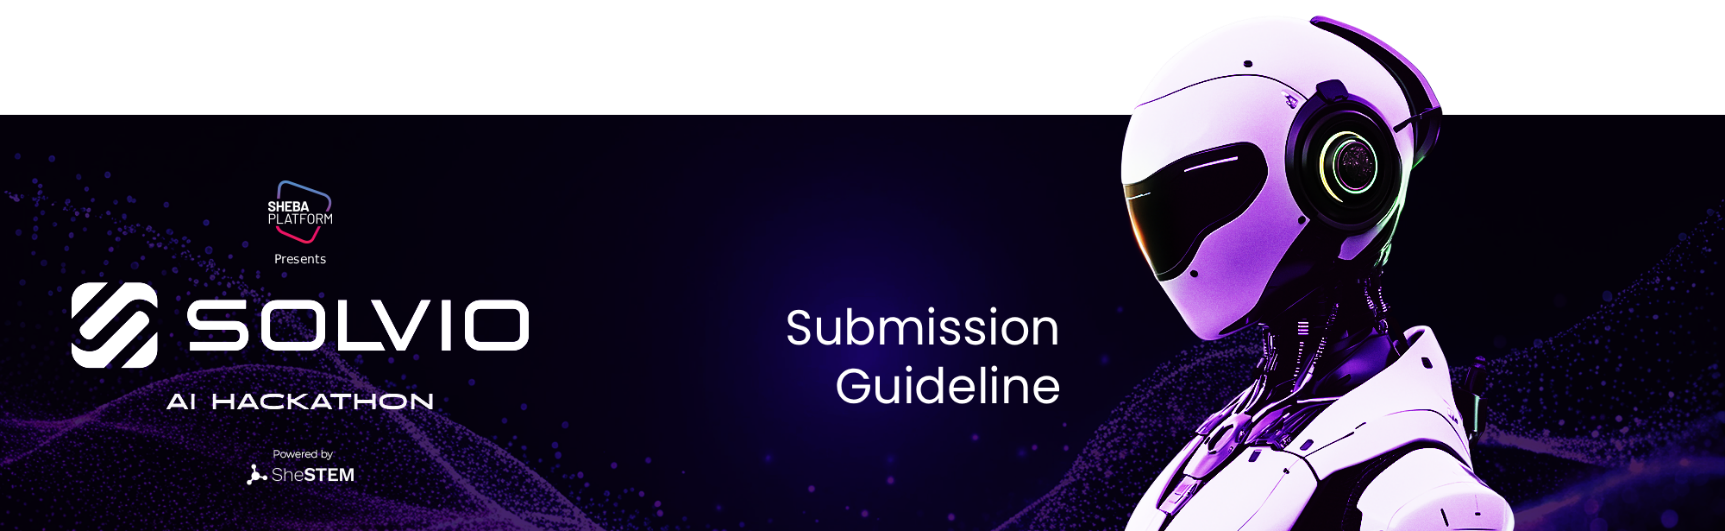 SHEBA
PLATFORM
Presents
SOLVIO
AI HACKATHON
Powered by
SheSTEM
Submission
Guideline